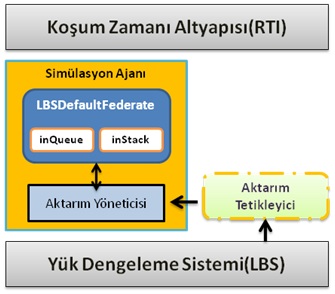 Koşum Zamanı Altyapısı(RTI)
Simülasyon Ajanı
LBSDefaultFederate
inQueue
inStack
Aktarım Yöneticisi
Aktarım
Tetikleyici
Yük Dengeleme Sistemi(LBS)